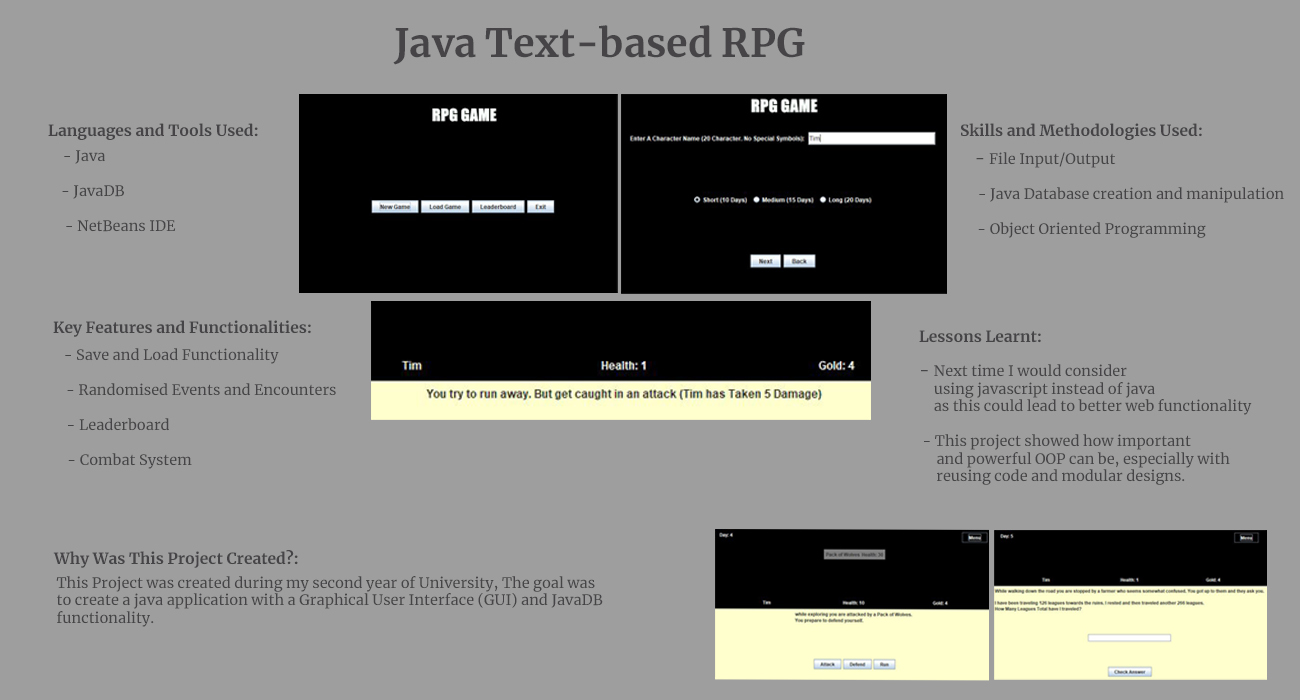 Java Text-based RPG
Languages and Tools Used:
- Java
- JavaDB
- NetBeans IDE
RPG GAME
New Game Load Game Leaderboard Exit
RPG GAME
Enter A Character Name (20 Character. No Special Symbols): Tim
Short (10 Days) Medium (15 Days) Long (20 Days)
Next Back
Skills and Methodologies Used:
- File Input/Output
- Java Database creation and manipulation
- Object Oriented Programming
Key Features and Functionalities:
- Save and Load Functionality
- Randomised Events and Encounters
- Leaderboard
- Combat System
Tim Health: 1 Gold: 4
You try to run away. But get caught in an attack (Tim has Taken 5 Damage)
Lessons Learnt:
- Next time I would consider
using javascript instead of java
as this could lead to better web functionality
- This project showed how important
and powerful OOP can be, especially with
reusing code and modular designs.
Why Was This Project Created?:
This Project was created during my second year of University, The goal was
to create a java application with a Graphical User Interface (GUI) and JavaDB
functionality.
Day: 4 Menu
Pack of Wolves. Health:
Tim Health: 10 Gold: 4
while exploring you are attacked by a Pack of Wolves.
You prepare to defend yourself.
Attack Defend Run
Day: 5 Menu
Tim Health: 1 Gold: 4
While walking down the road you are stopped by a farmer who seems somewhat confused. You got up to them and they ask you.
I have been traveling 120 leagues towards the ruins, I rested and then traveled another leagues.
How Many Leagues Total have I traveled?
Check Answer